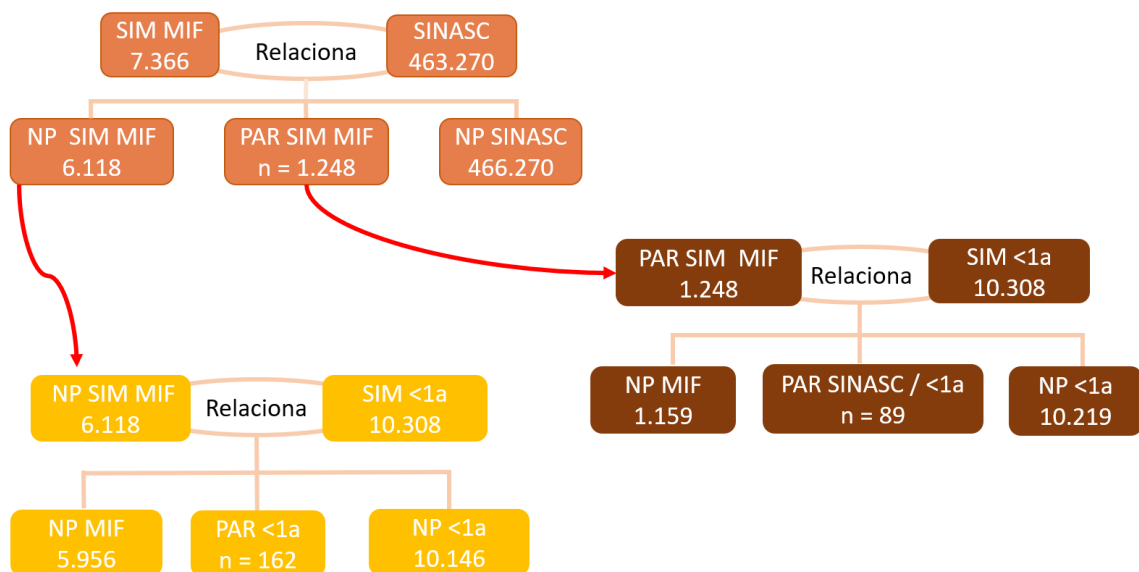 SIM MIF
7.366
Relaciona
SINASC
463.270
NP SIM MIF
6.118
PAR SIM MIF
n = 1.248
NP SINASC
466.270
PAR SIM MIF
1.248
Relaciona
SIM <1a
10.308
NP MIF
1.159
PAR SINASC / <1a
n = 89
NP <1a
10.219
NP SIM MIF
6.118
Relaciona
SIM <1a
10.308
NP MIF
5.956
PAR <1a
n = 162
NP <1a
10.146